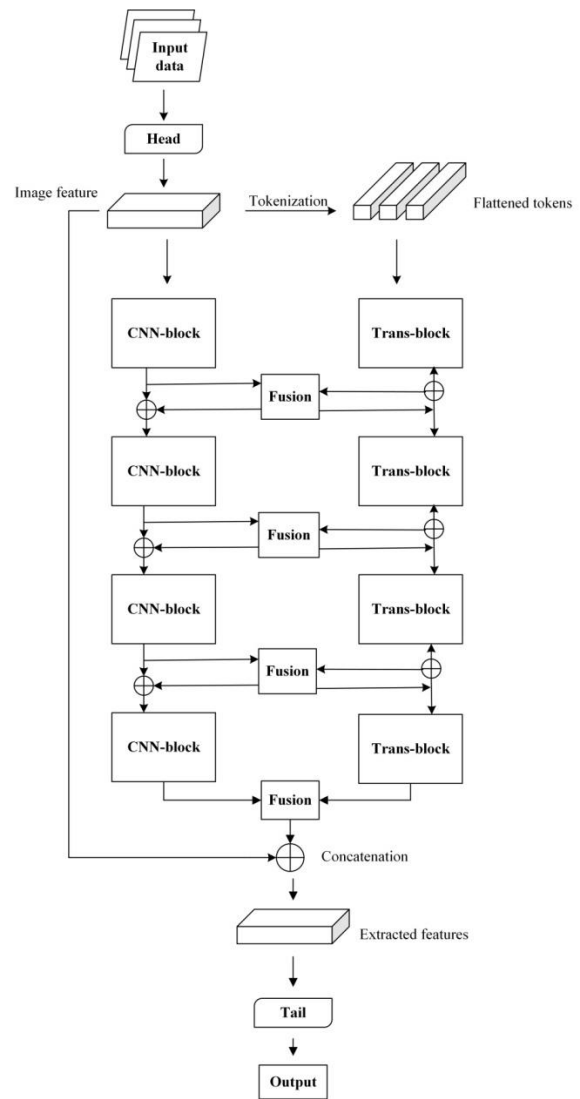 Input
data
Head
Image feature
Tokenization
Flattened tokens
CNN-block
Trans-block
Fusion
CNN-block
Trans-block
Fusion
CNN-block
Trans-block
Fusion
CNN-block
Trans-block
Fusion
Concatenation
Extracted features
Tail
Output